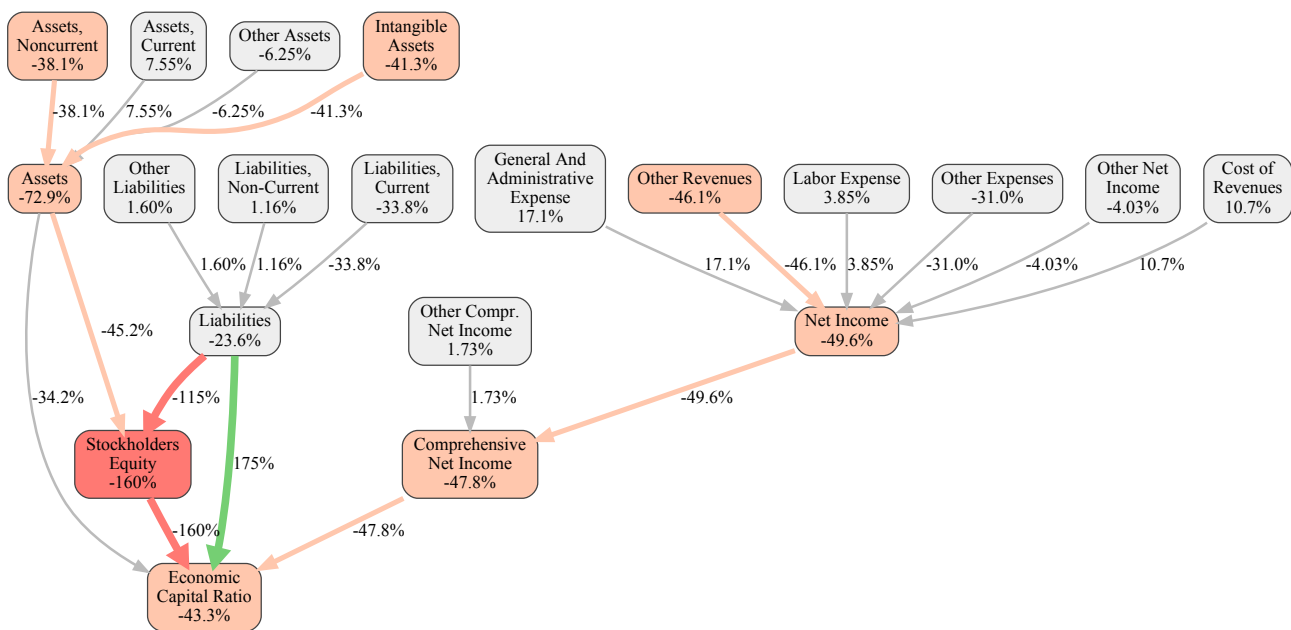 Assets,
Noncurrent
-38.1%
Assets,
Current
7.55%
Other Assets
-6.25%
Intangible
Assets
-41.3%
-38.1%
7.55%
-6.25%
-41.3%
Assets
-72.9%
Other
Liabilities
1.60%
Liabilities,
Non-Current
1.16%
Liabilities,
Current
-33.8%
General And
Administrative
Expense
17.1%
Other Revenues
-46.1%
Labor Expense
3.85%
Other Expenses
-31.0%
Other Net
Income
-4.03%
Cost of
Revenues
10.7%
1.60%
1.16%
-33.8%
17.1%
-46.1%
3.85%
-31.0%
-4.03%
10.7%
Liabilities
-23.6%
Other Compr.
Net Income
1.73%
Net Income
-49.6%
-45.2%
-34.2%
-115%
1.73%
-49.6%
Stockholders
Equity
-160%
175%
Comprehensive
Net Income
-47.8%
-160%
-47.8%
Economic
Capital Ratio
-43.3%